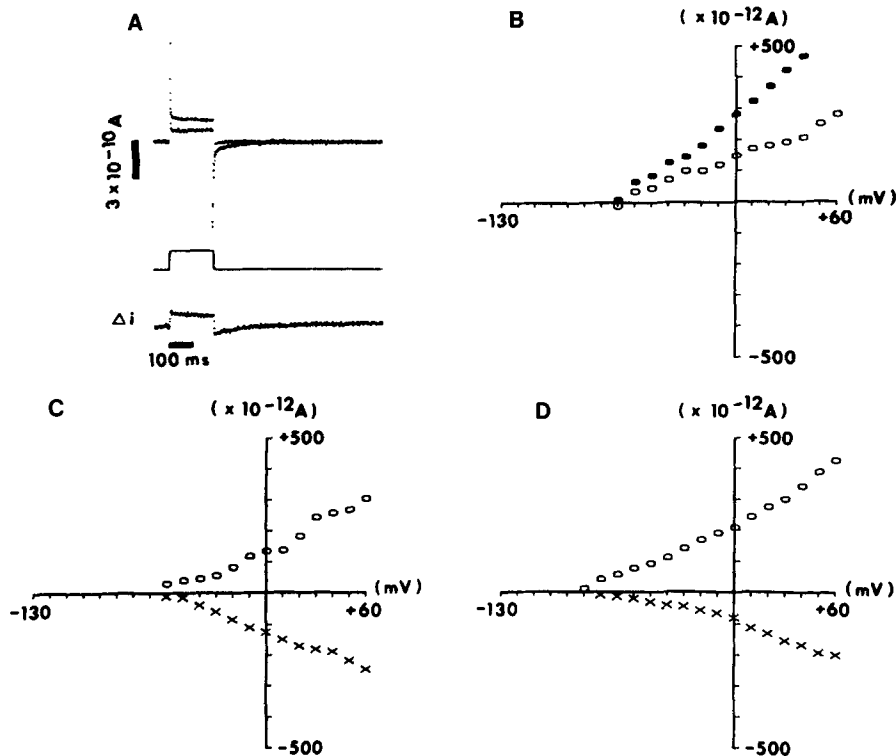 A
3 × 10-10 A
Δi
100 ms
B
( × 10-12A)
+500
(mV)
-130
+60
-500
C
( × 10-12A)
+500
(mV)
-130
+60
-500
D
( × 10-12A)
+500
(mV)
-130
+60
-500